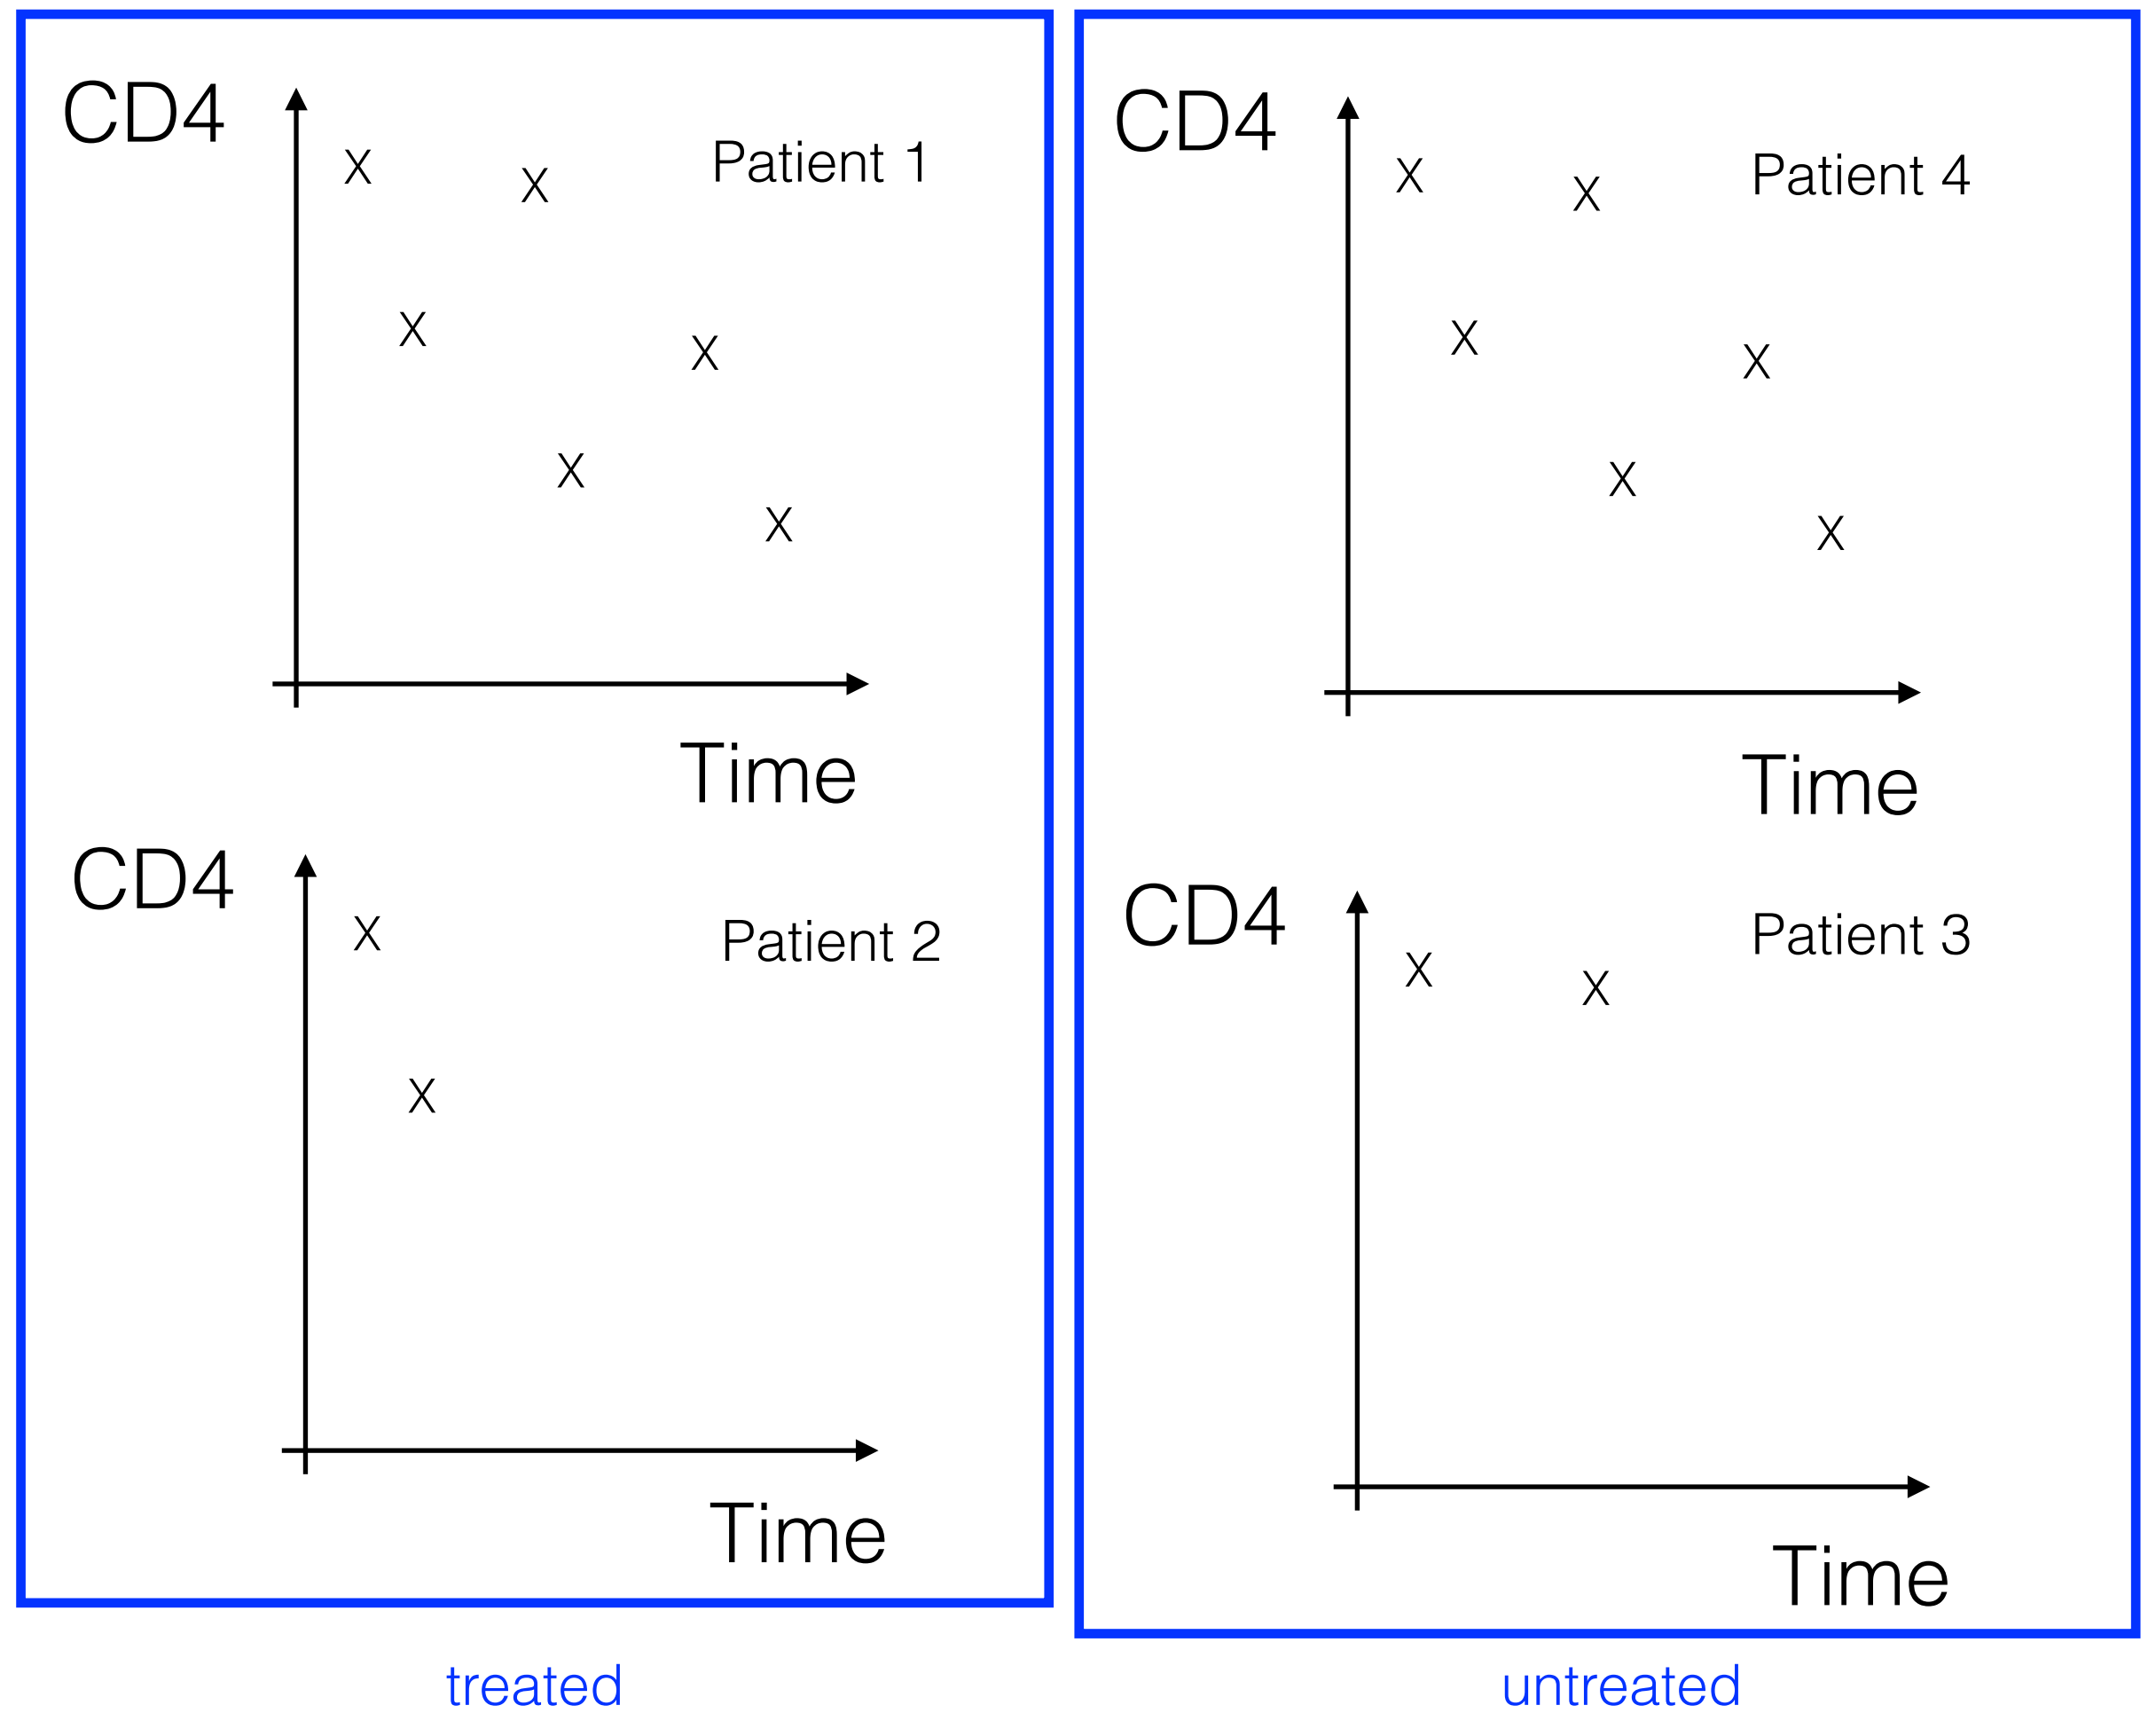 CD4
Patient 1
X
X
X
X
X
X
Time
CD4
Patient 2
X
X
Time
treated
CD4
Patient 4
X
X
X
X
X
X
Time
CD4
Patient 3
X
X
Time
untreated